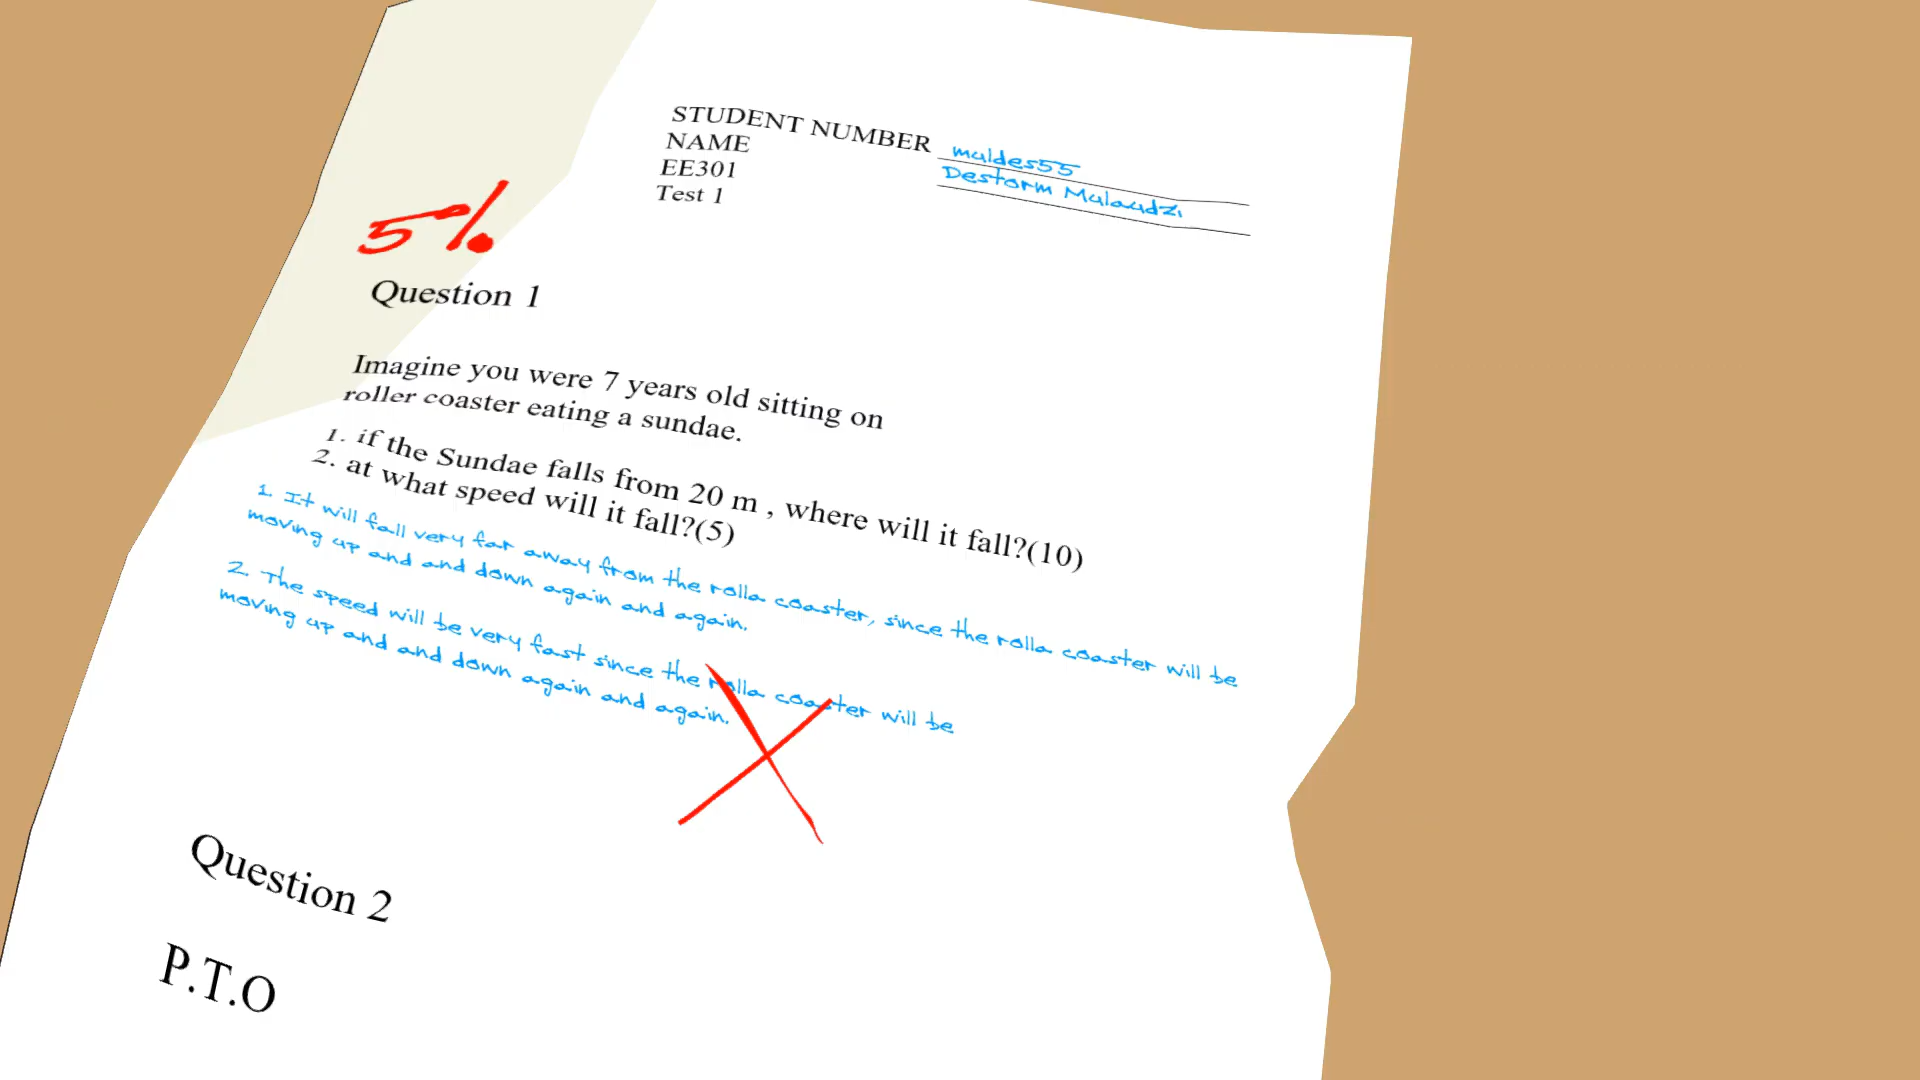 STUDENT NUMBER muldes55
NAME Destorm Mulaudzi
EE301
Test 1
5%
Question 1
Imagine you were 7 years old sitting on
roller coaster eating a sundae.
1. if the Sundae falls from 20 m , where will it fall?(10)
2. at what speed will it fall?(5)
1. It will fall very far away from the rolla coaster, since the rolla coaster will be
moving up and and down again and again.
2. The speed will be very fast since the rolla coaster will be
moving up and and down again and again.
Question 2
P.T.O